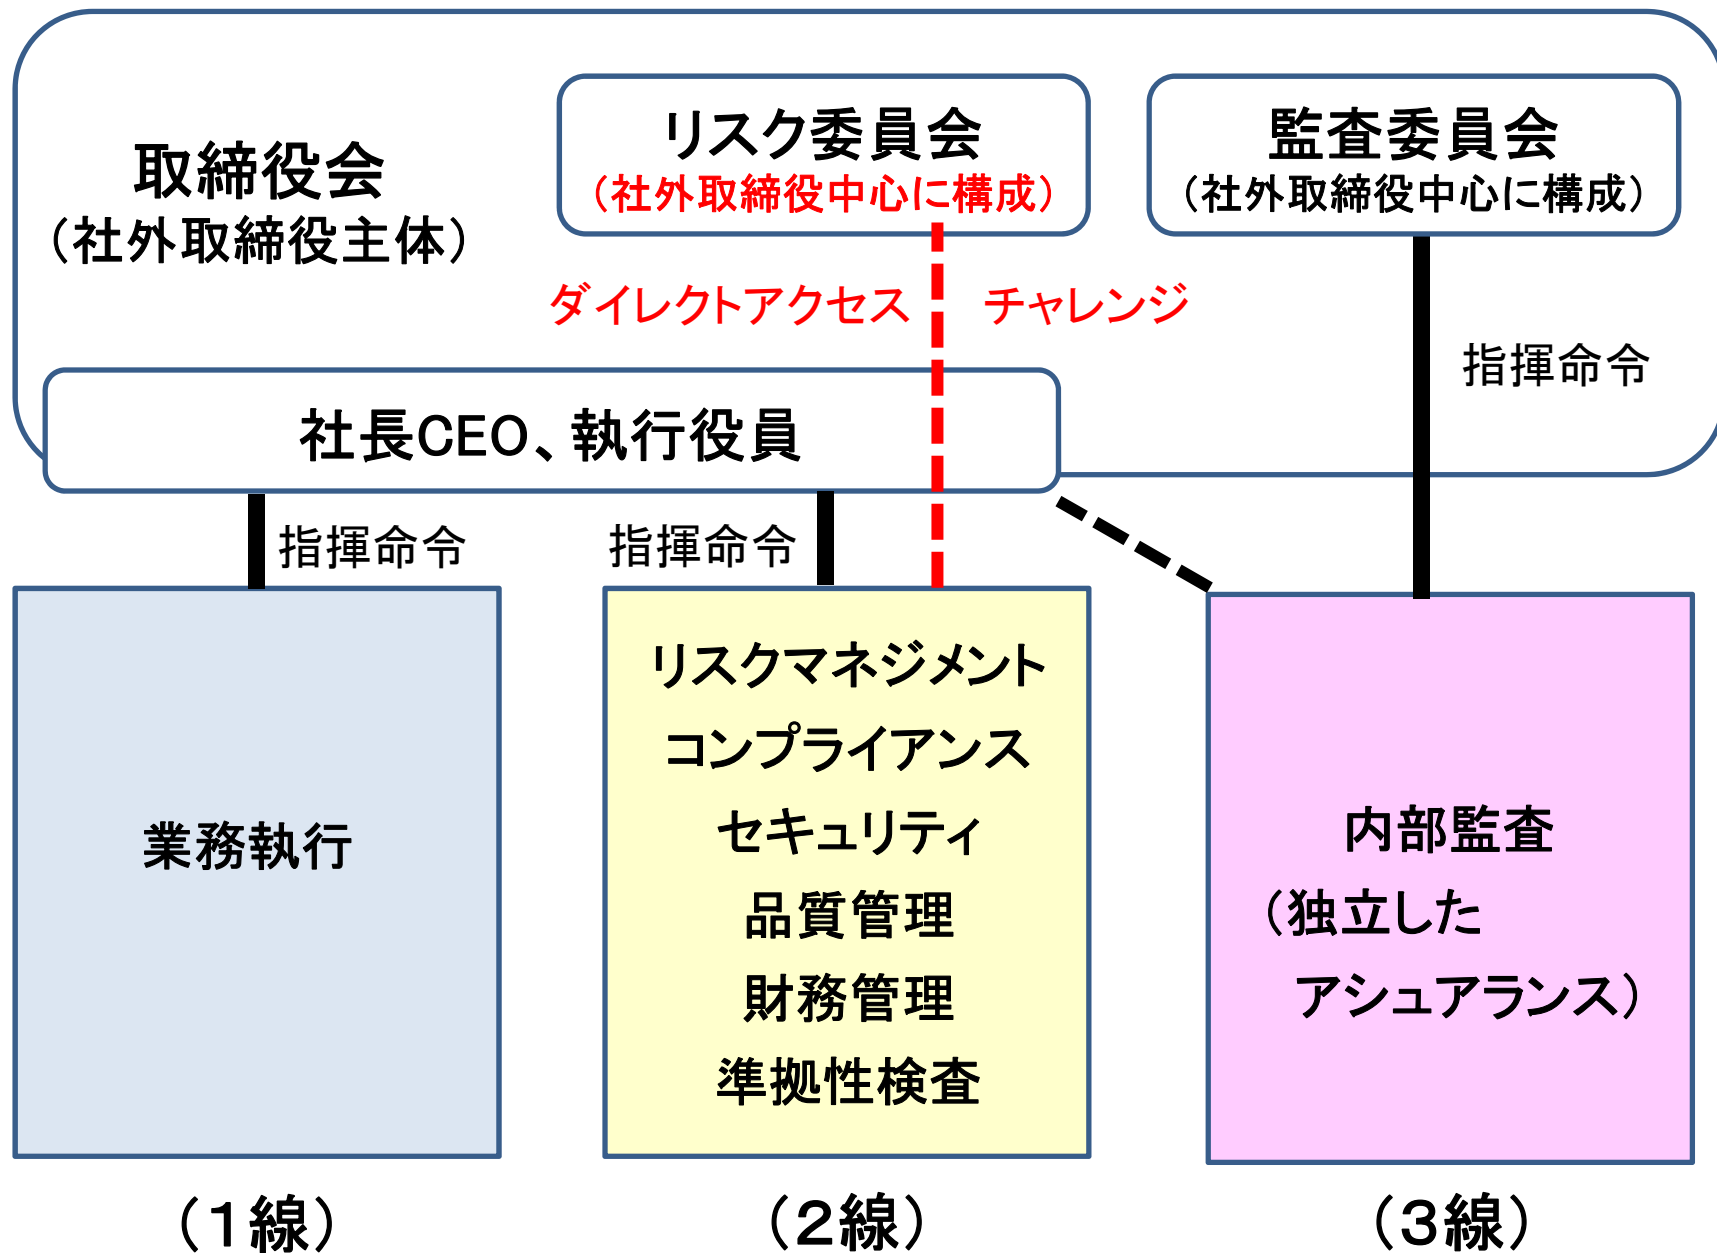 取締役会
（社外取締役主体）
リスク委員会
（社外取締役中心に構成）
監査委員会
（社外取締役中心に構成）
ダイレクトアクセス
チャレンジ
指揮命令
社長CEO、執行役員
指揮命令
指揮命令
業務執行
リスクマネジメント
コンプライアンス
セキュリティ
品質管理
財務管理
準拠性検査
内部監査
（独立した
アシュアランス）
（１線）
（２線）
（３線）